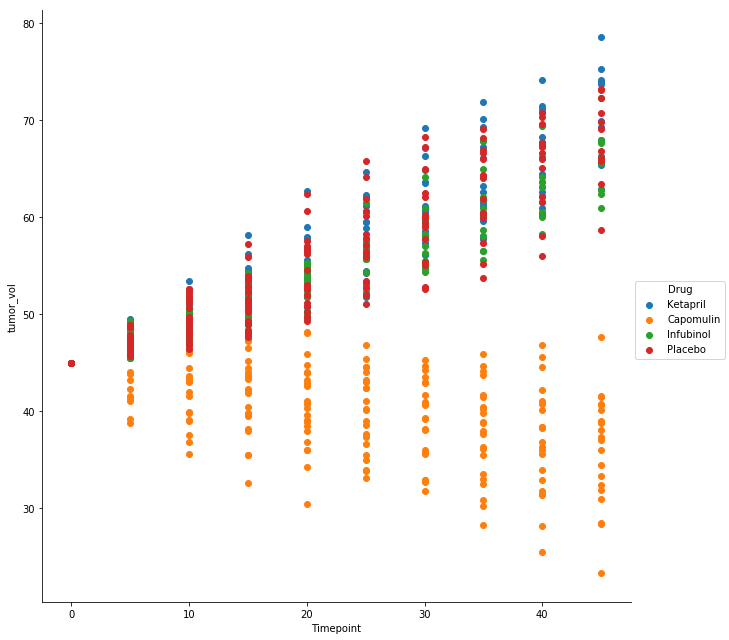 80
70
60
50
40
30
tumor_vol
0
10
20
30
40
Timepoint
Drug
Ketapril
Capomulin
Infubinol
Placebo